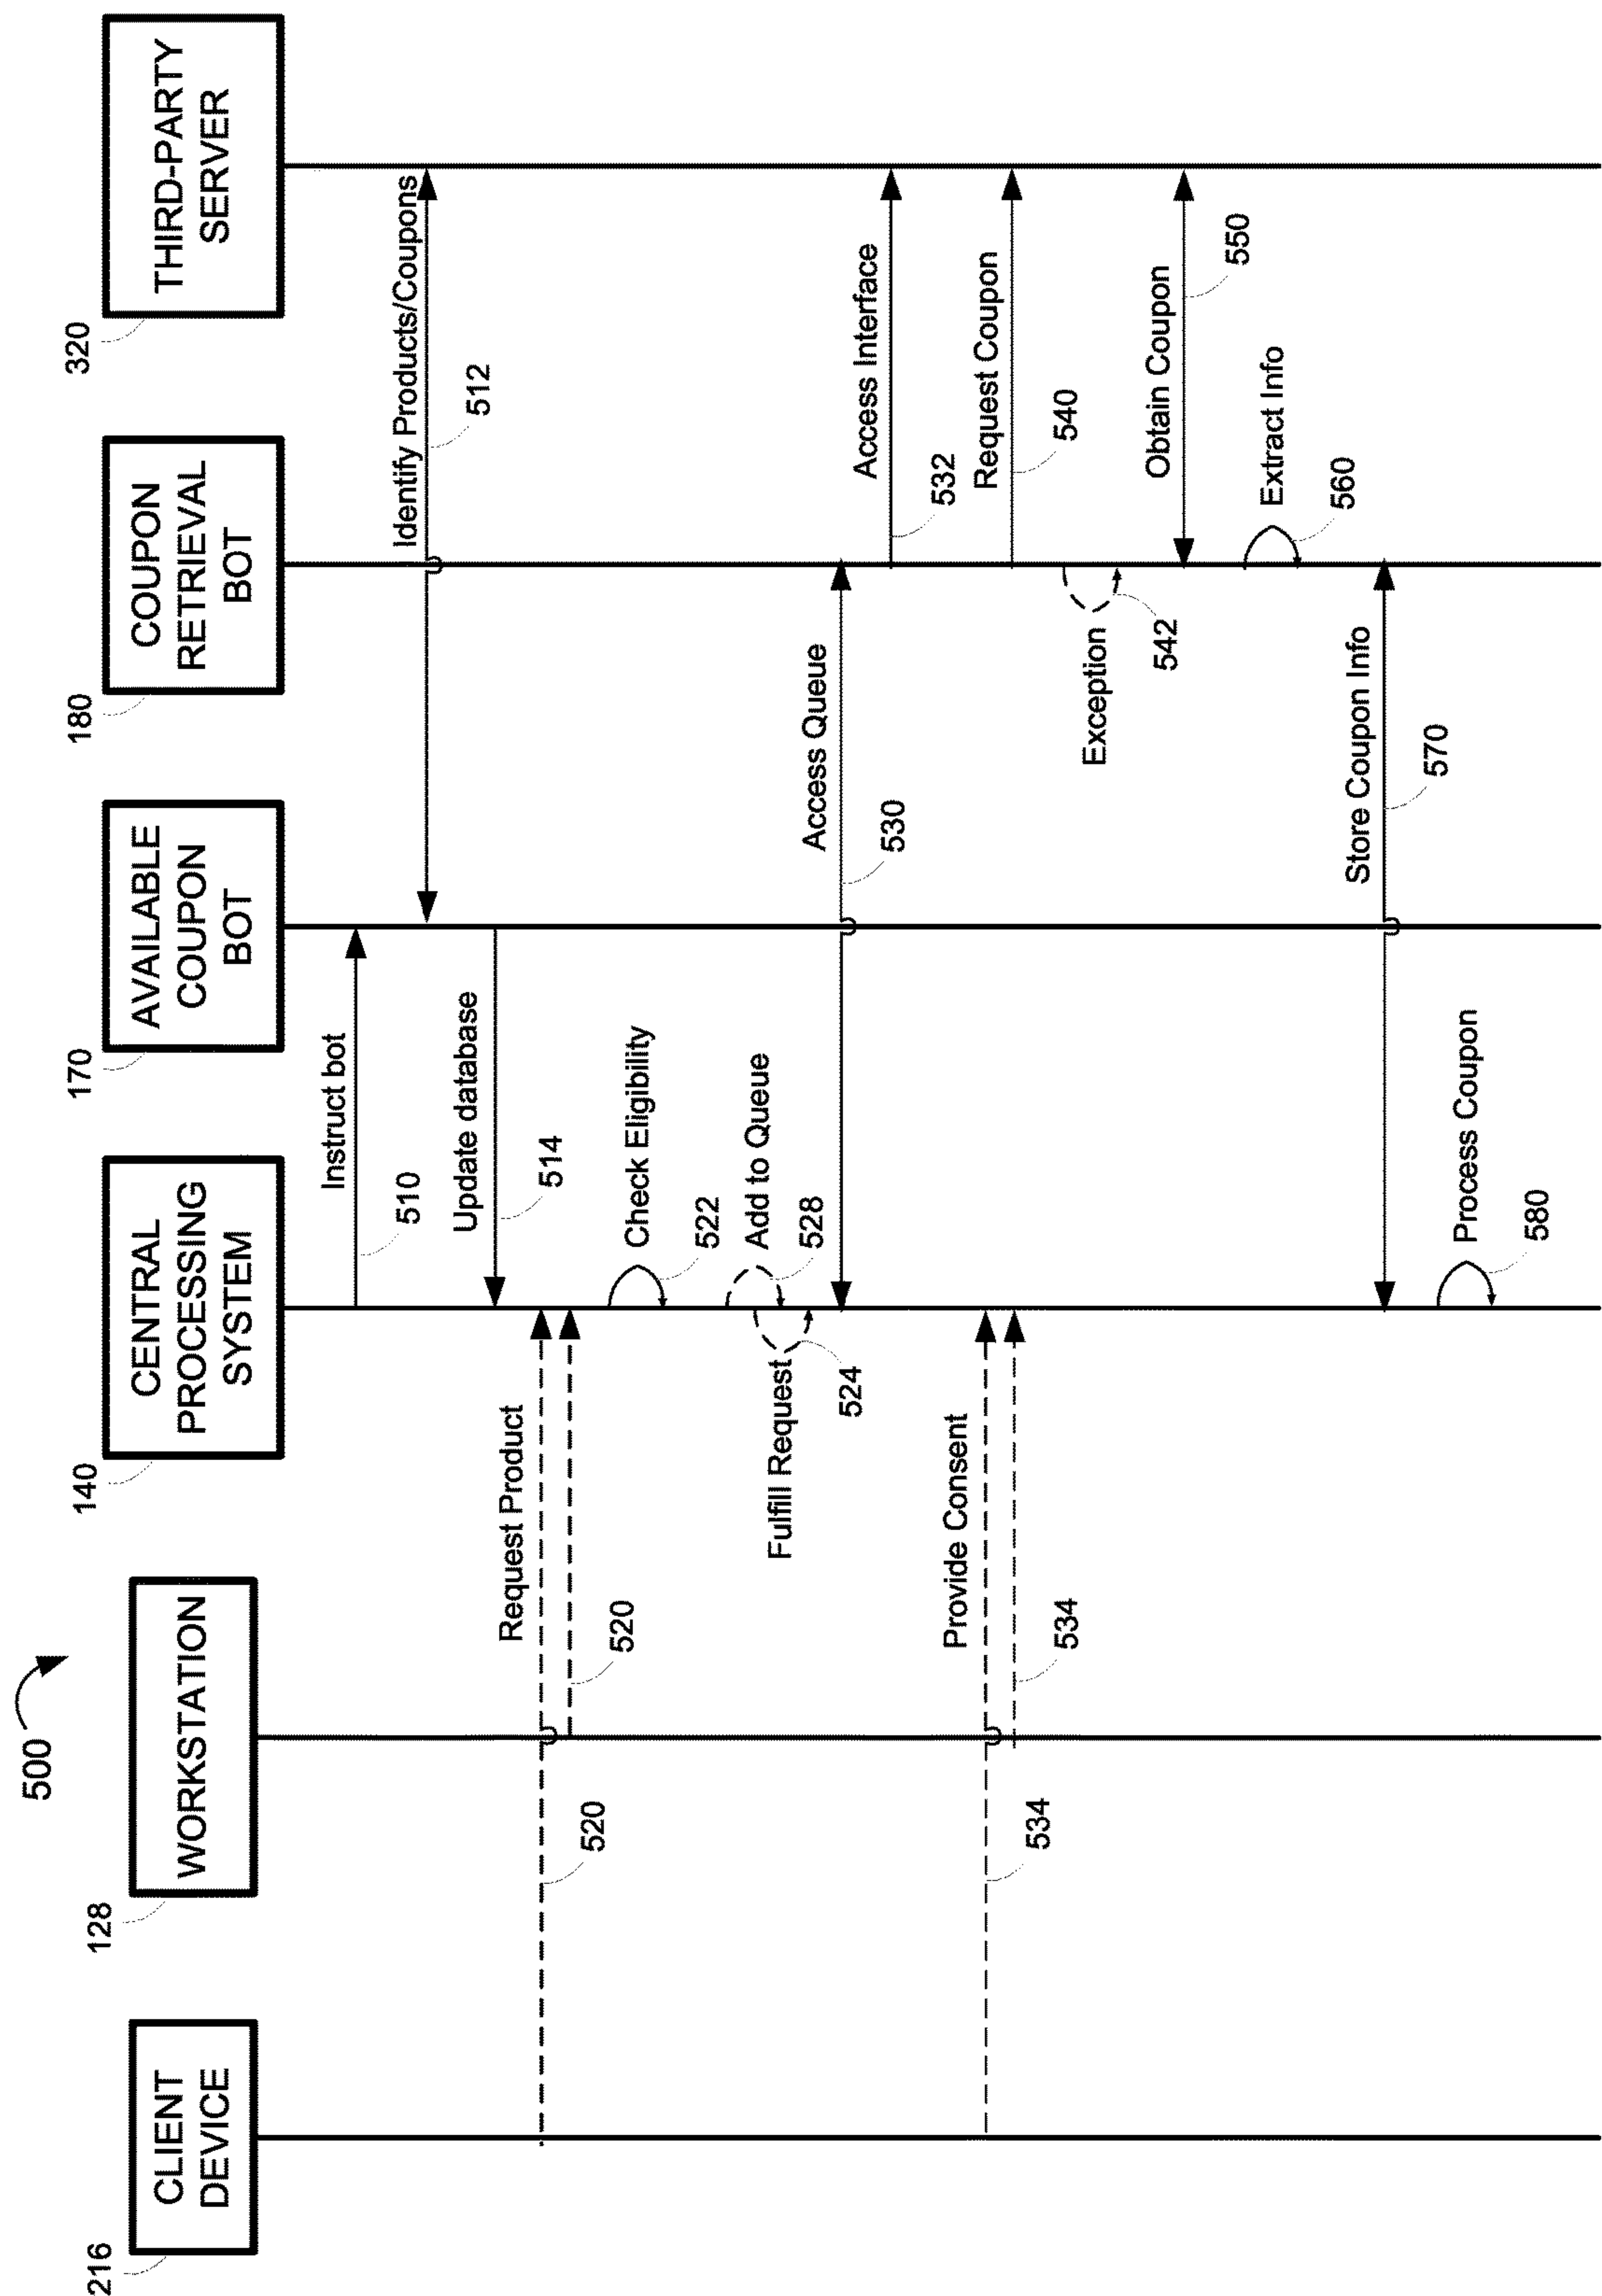 500
216
CLIENT
DEVICE
128
WORKSTATION
140
CENTRAL
PROCESSING
SYSTEM
170
AVAILABLE
COUPON
BOT
180
COUPON
RETRIEVAL
BOT
320
THIRD-PARTY
SERVER
Instruct bot
510
Identify Products/Coupons
512
Update database
514
Request Product
520
520
Check Eligibility
522
Add to Queue
528
Fulfill Request
524
Access Queue
530
Access Interface
532
Provide Consent
534
534
Request Coupon
540
Exception
542
Obtain Coupon
550
Extract Info
560
Store Coupon Info
570
Process Coupon
580